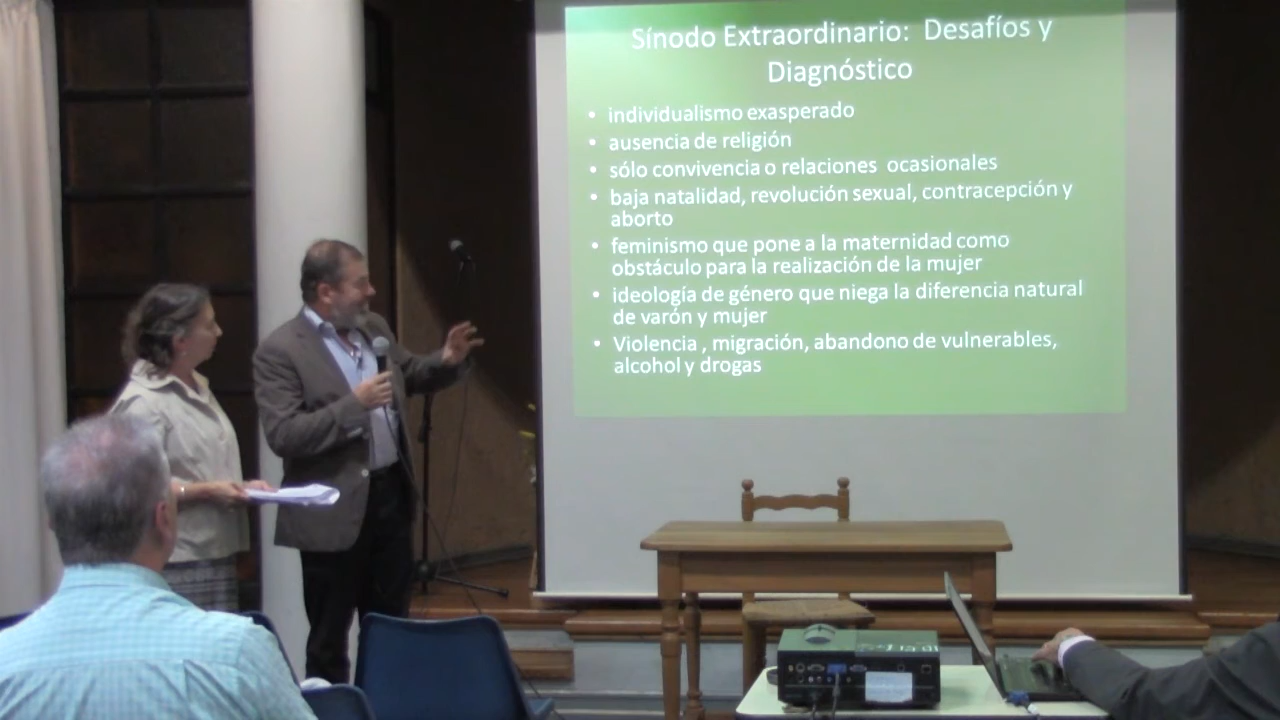 Sínodo Extraordinario:  Desafíos y
Diagnóstico
• individualismo exasperado
• ausencia de religión
• sólo convivencia o relaciones  ocasionales
• baja natalidad, revolución sexual, contracepción y
aborto
• feminismo que pone a la maternidad como
obstáculo para la realización de la mujer
• ideología de género que niega la diferencia natural
de varón y mujer
• Violencia , migración, abandono de vulnerables,
alcohol y drogas